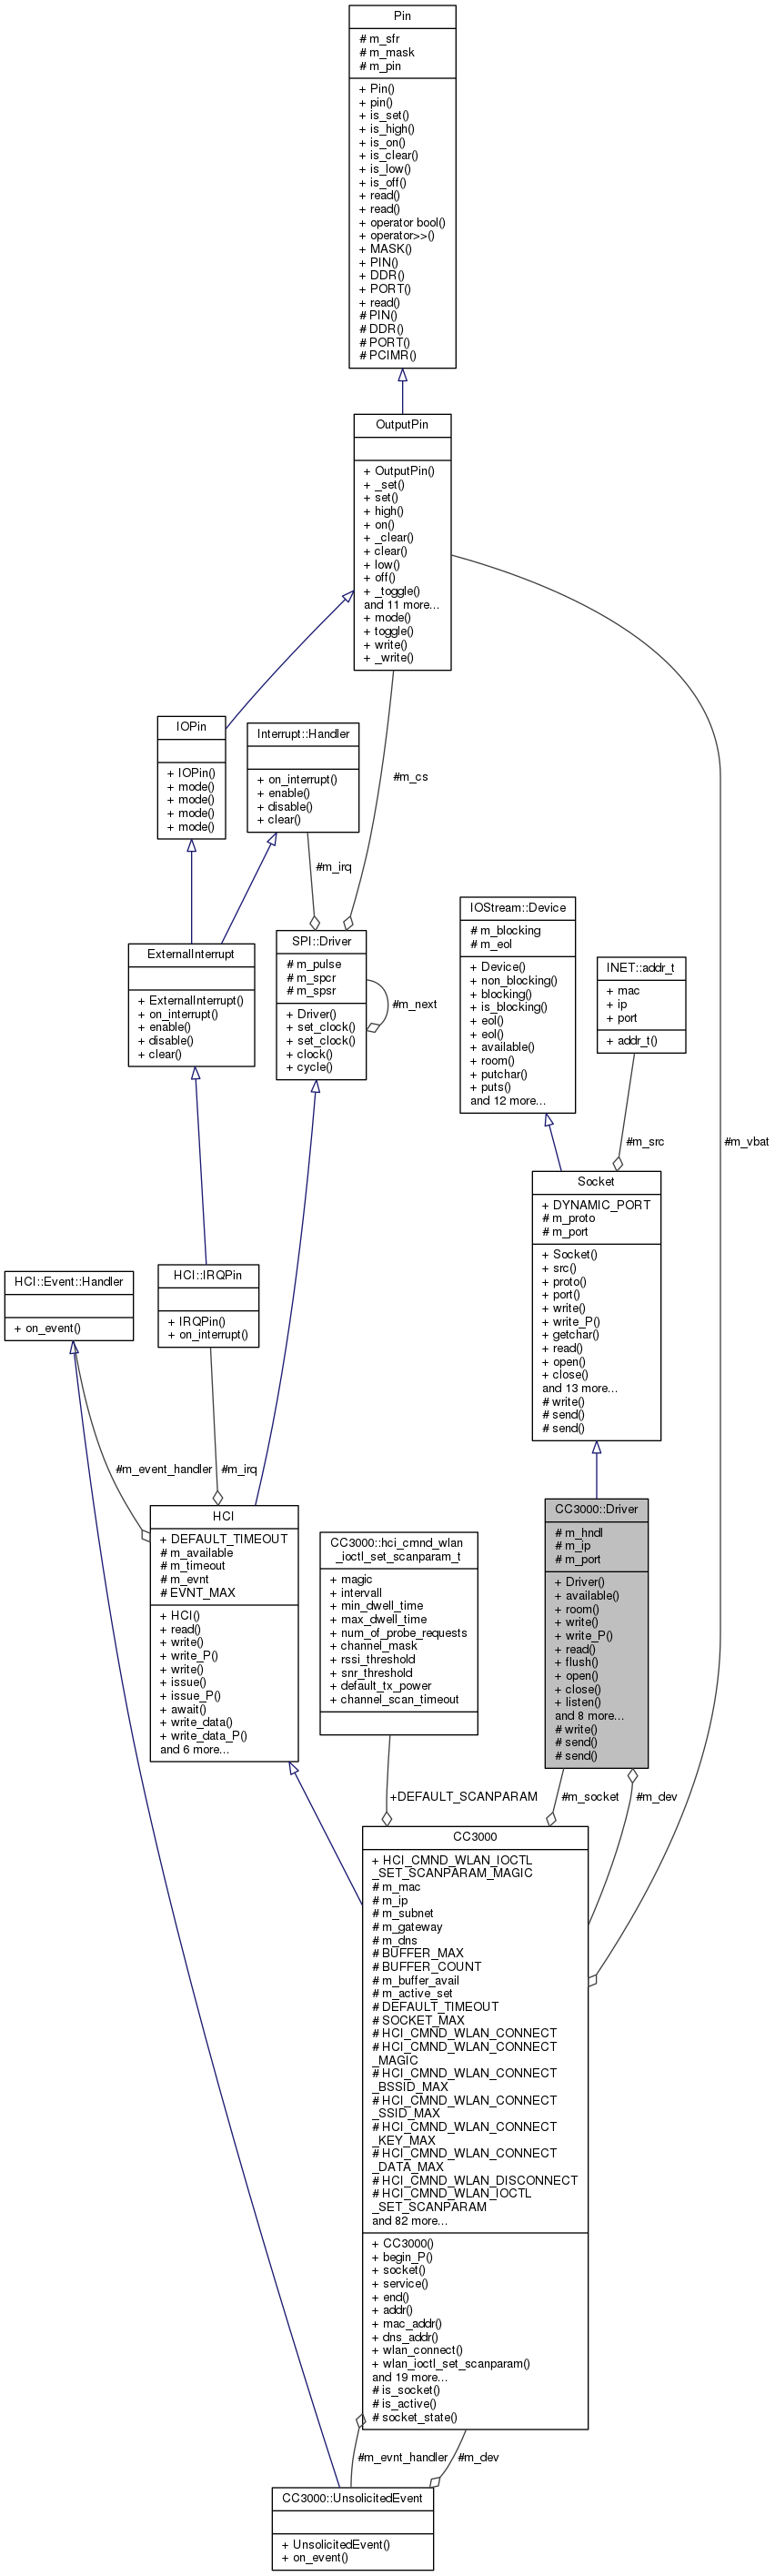 Pin
# m_sfr
# m_mask
# m_pin
+ Pin()
+ pin()
+ is_set()
+ is_high()
+ is_on()
+ is_clear()
+ is_low()
+ is_off()
+ read()
+ read()
+ operator bool()
+ operator>>()
+ MASK()
+ PIN()
+ DDR()
+ PORT()
+ read()
# PIN()
# DDR()
# PORT()
# PCIMR()
OutputPin
+ OutputPin()
+ _set()
+ set()
+ high()
+ on()
+ _clear()
+ clear()
+ low()
+ off()
+ _toggle()
and 11 more...
+ mode()
+ toggle()
+ write()
+ _write()
IOPin
+ IOPin()
+ mode()
+ mode()
+ mode()
+ mode()
Interrupt::Handler
+ on_interrupt()
+ enable()
+ disable()
+ clear()
#m_cs
#m_irq
ExternalInterrupt
+ ExternalInterrupt()
+ on_interrupt()
+ enable()
+ disable()
+ clear()
SPI::Driver
# m_pulse
# m_spcr
# m_spsr
+ Driver()
+ set_clock()
+ set_clock()
+ clock()
+ cycle()
#m_next
IOStream::Device
# m_blocking
# m_eol
+ Device()
+ non_blocking()
+ blocking()
+ is_blocking()
+ eol()
+ eol()
+ available()
+ room()
+ putchar()
+ puts()
and 12 more...
INET::addr_t
+ mac
+ ip
+ port
+ addr_t()
#m_src
#m_vbat
Socket
+ DYNAMIC_PORT
# m_proto
# m_port
+ Socket()
+ src()
+ proto()
+ port()
+ write()
+ write_P()
+ getchar()
+ read()
+ open()
+ close()
and 13 more...
# write()
# send()
# send()
HCI::Event::Handler
+ on_event()
HCI::IRQPin
+ IRQPin()
+ on_interrupt()
#m_event_handler
#m_irq
HCI
+ DEFAULT_TIMEOUT
# m_available
# m_timeout
# m_evnt
# EVNT_MAX
+ HCI()
+ read()
+ write()
+ write_P()
+ write()
+ issue()
+ issue_P()
+ await()
+ write_data()
+ write_data_P()
and 6 more...
CC3000::hci_cmnd_wlan
_ioctl_set_scanparam_t
+ magic
+ intervall
+ min_dwell_time
+ max_dwell_time
+ num_of_probe_requests
+ channel_mask
+ rssi_threshold
+ snr_threshold
+ default_tx_power
+ channel_scan_timeout
CC3000::Driver
# m_hndl
# m_ip
# m_port
+ Driver()
+ available()
+ room()
+ write()
+ write_P()
+ read()
+ flush()
+ open()
+ close()
+ listen()
and 8 more...
# write()
# send()
# send()
+DEFAULT_SCANPARAM
#m_socket
#m_dev
CC3000
+ HCI_CMND_WLAN_IOCTL
_SET_SCANPARAM_MAGIC
# m_mac
# m_ip
# m_subnet
# m_gateway
# m_dns
# BUFFER_MAX
# BUFFER_COUNT
# m_buffer_avail
# m_active_set
# DEFAULT_TIMEOUT
# SOCKET_MAX
# HCI_CMND_WLAN_CONNECT
# HCI_CMND_WLAN_CONNECT
_MAGIC
# HCI_CMND_WLAN_CONNECT
_BSSID_MAX
# HCI_CMND_WLAN_CONNECT
_SSID_MAX
# HCI_CMND_WLAN_CONNECT
_KEY_MAX
# HCI_CMND_WLAN_CONNECT
_DATA_MAX
# HCI_CMND_WLAN_DISCONNECT
# HCI_CMND_WLAN_IOCTL
_SET_SCANPARAM
and 82 more...
+ CC3000()
+ begin_P()
+ socket()
+ service()
+ end()
+ addr()
+ mac_addr()
+ dns_addr()
+ wlan_connect()
+ wlan_ioctl_set_scanparam()
and 19 more...
# is_socket()
# is_active()
# socket_state()
#m_evnt_handler
#m_dev
CC3000::UnsolicitedEvent
+ UnsolicitedEvent()
+ on_event()